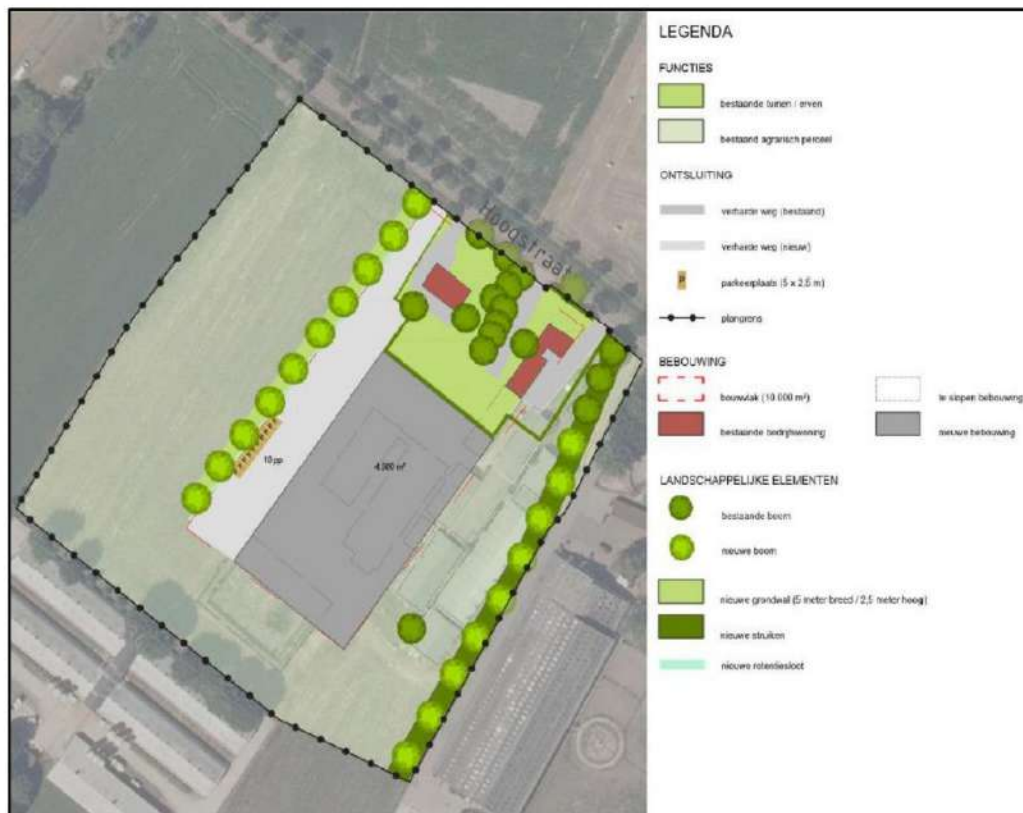 Hoogstraat
10 pp
4.980 m²
LEGENDA
FUNCTIES
bestaande tuinen / erven
bestaand agrarisch perceel
ONTSLUITING
verharde weg (bestaand)
verharde weg (nieuw)
P
parkeerplaats (5 x 2,5 m)
plangrens
BEBOUWING
bouwvlak (10.000 m²)
te slopen bebouwing
bestaande bedrijfswoning
nieuwe bebouwing
LANDSCHAPPELIJKE ELEMENTEN
bestaande boom
nieuwe boom
nieuwe grondwal (5 meter breed / 2,5 meter hoog)
nieuwe struiken
nieuwe retentiesloot